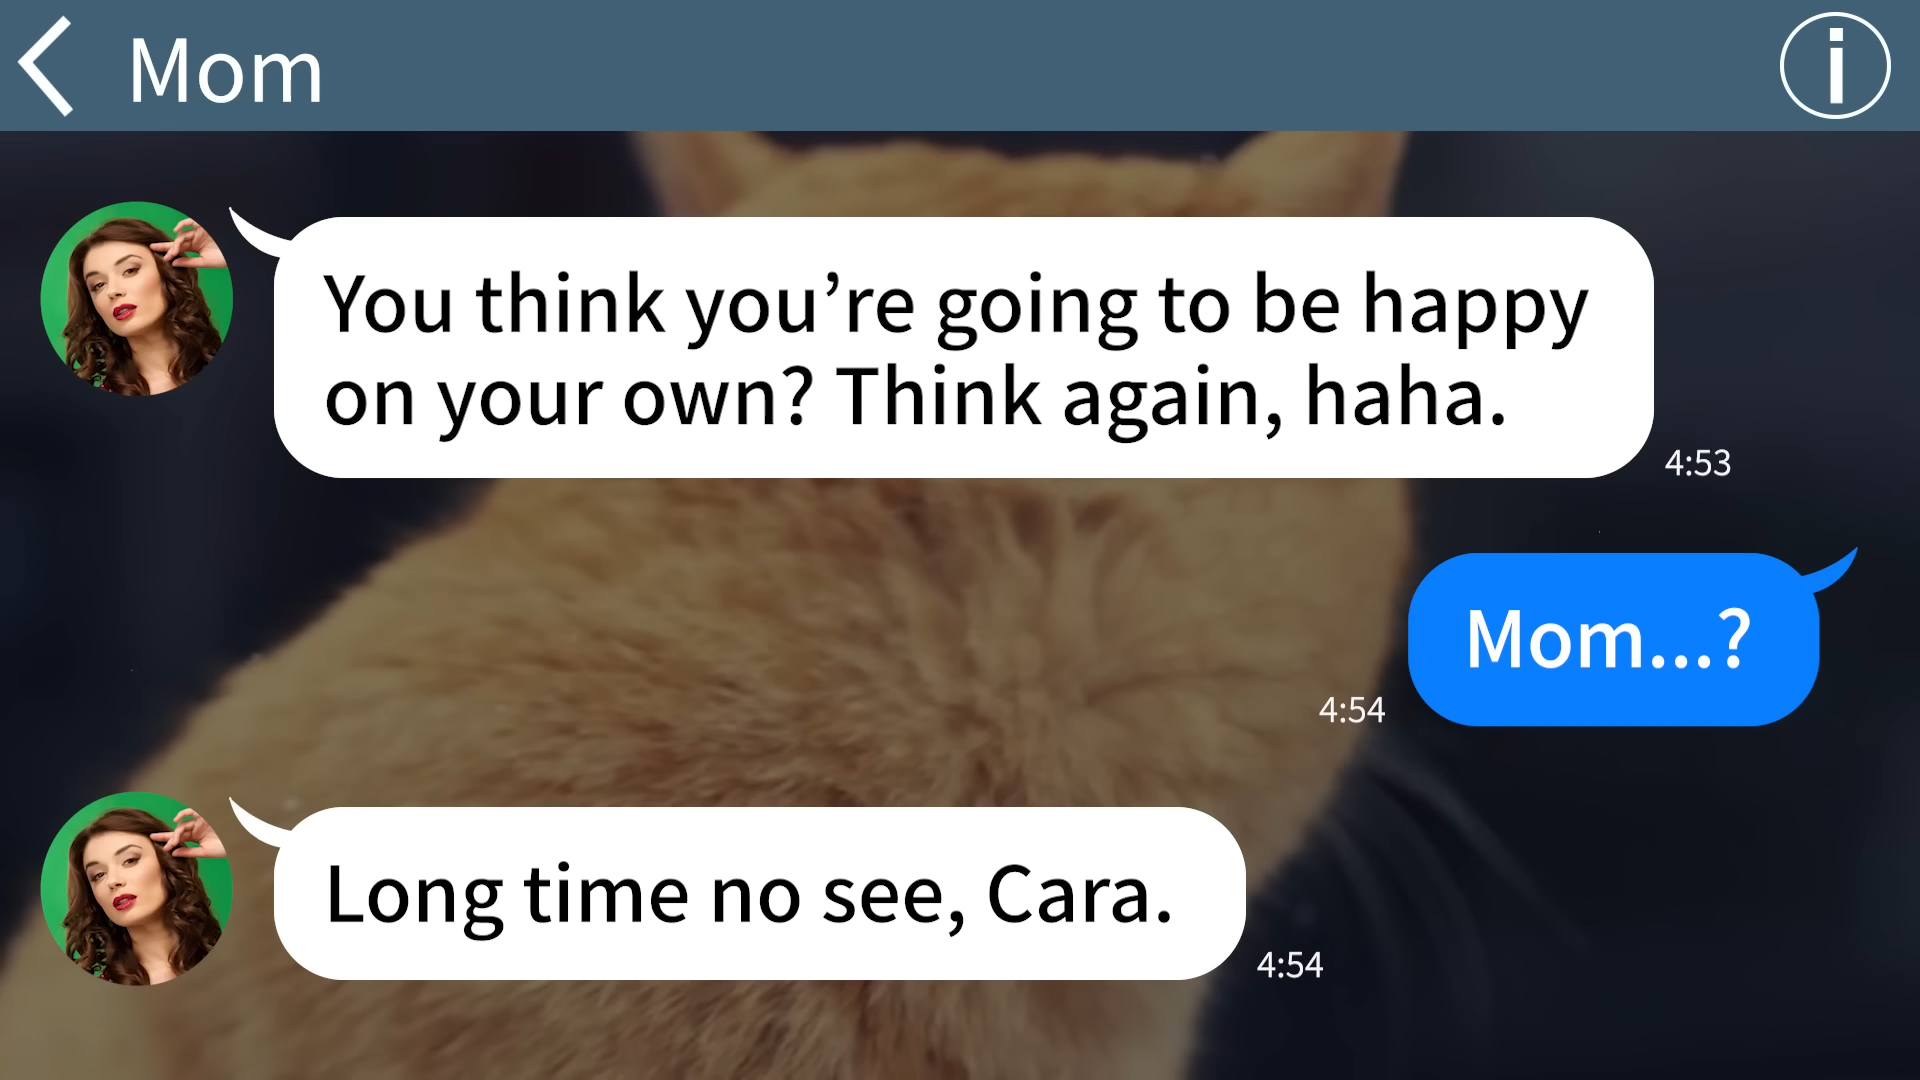 Mom
You think you’re going to be happy
on your own? Think again, haha.
4:53
Mom...?
4:54
Long time no see, Cara.
4:54